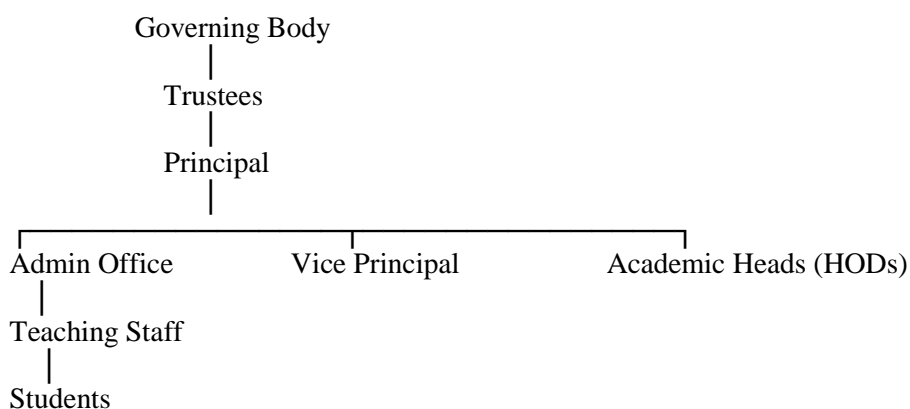 Governing Body
Trustees
Principal
Admin Office Vice Principal Academic Heads (HODs)
Teaching Staff
Students